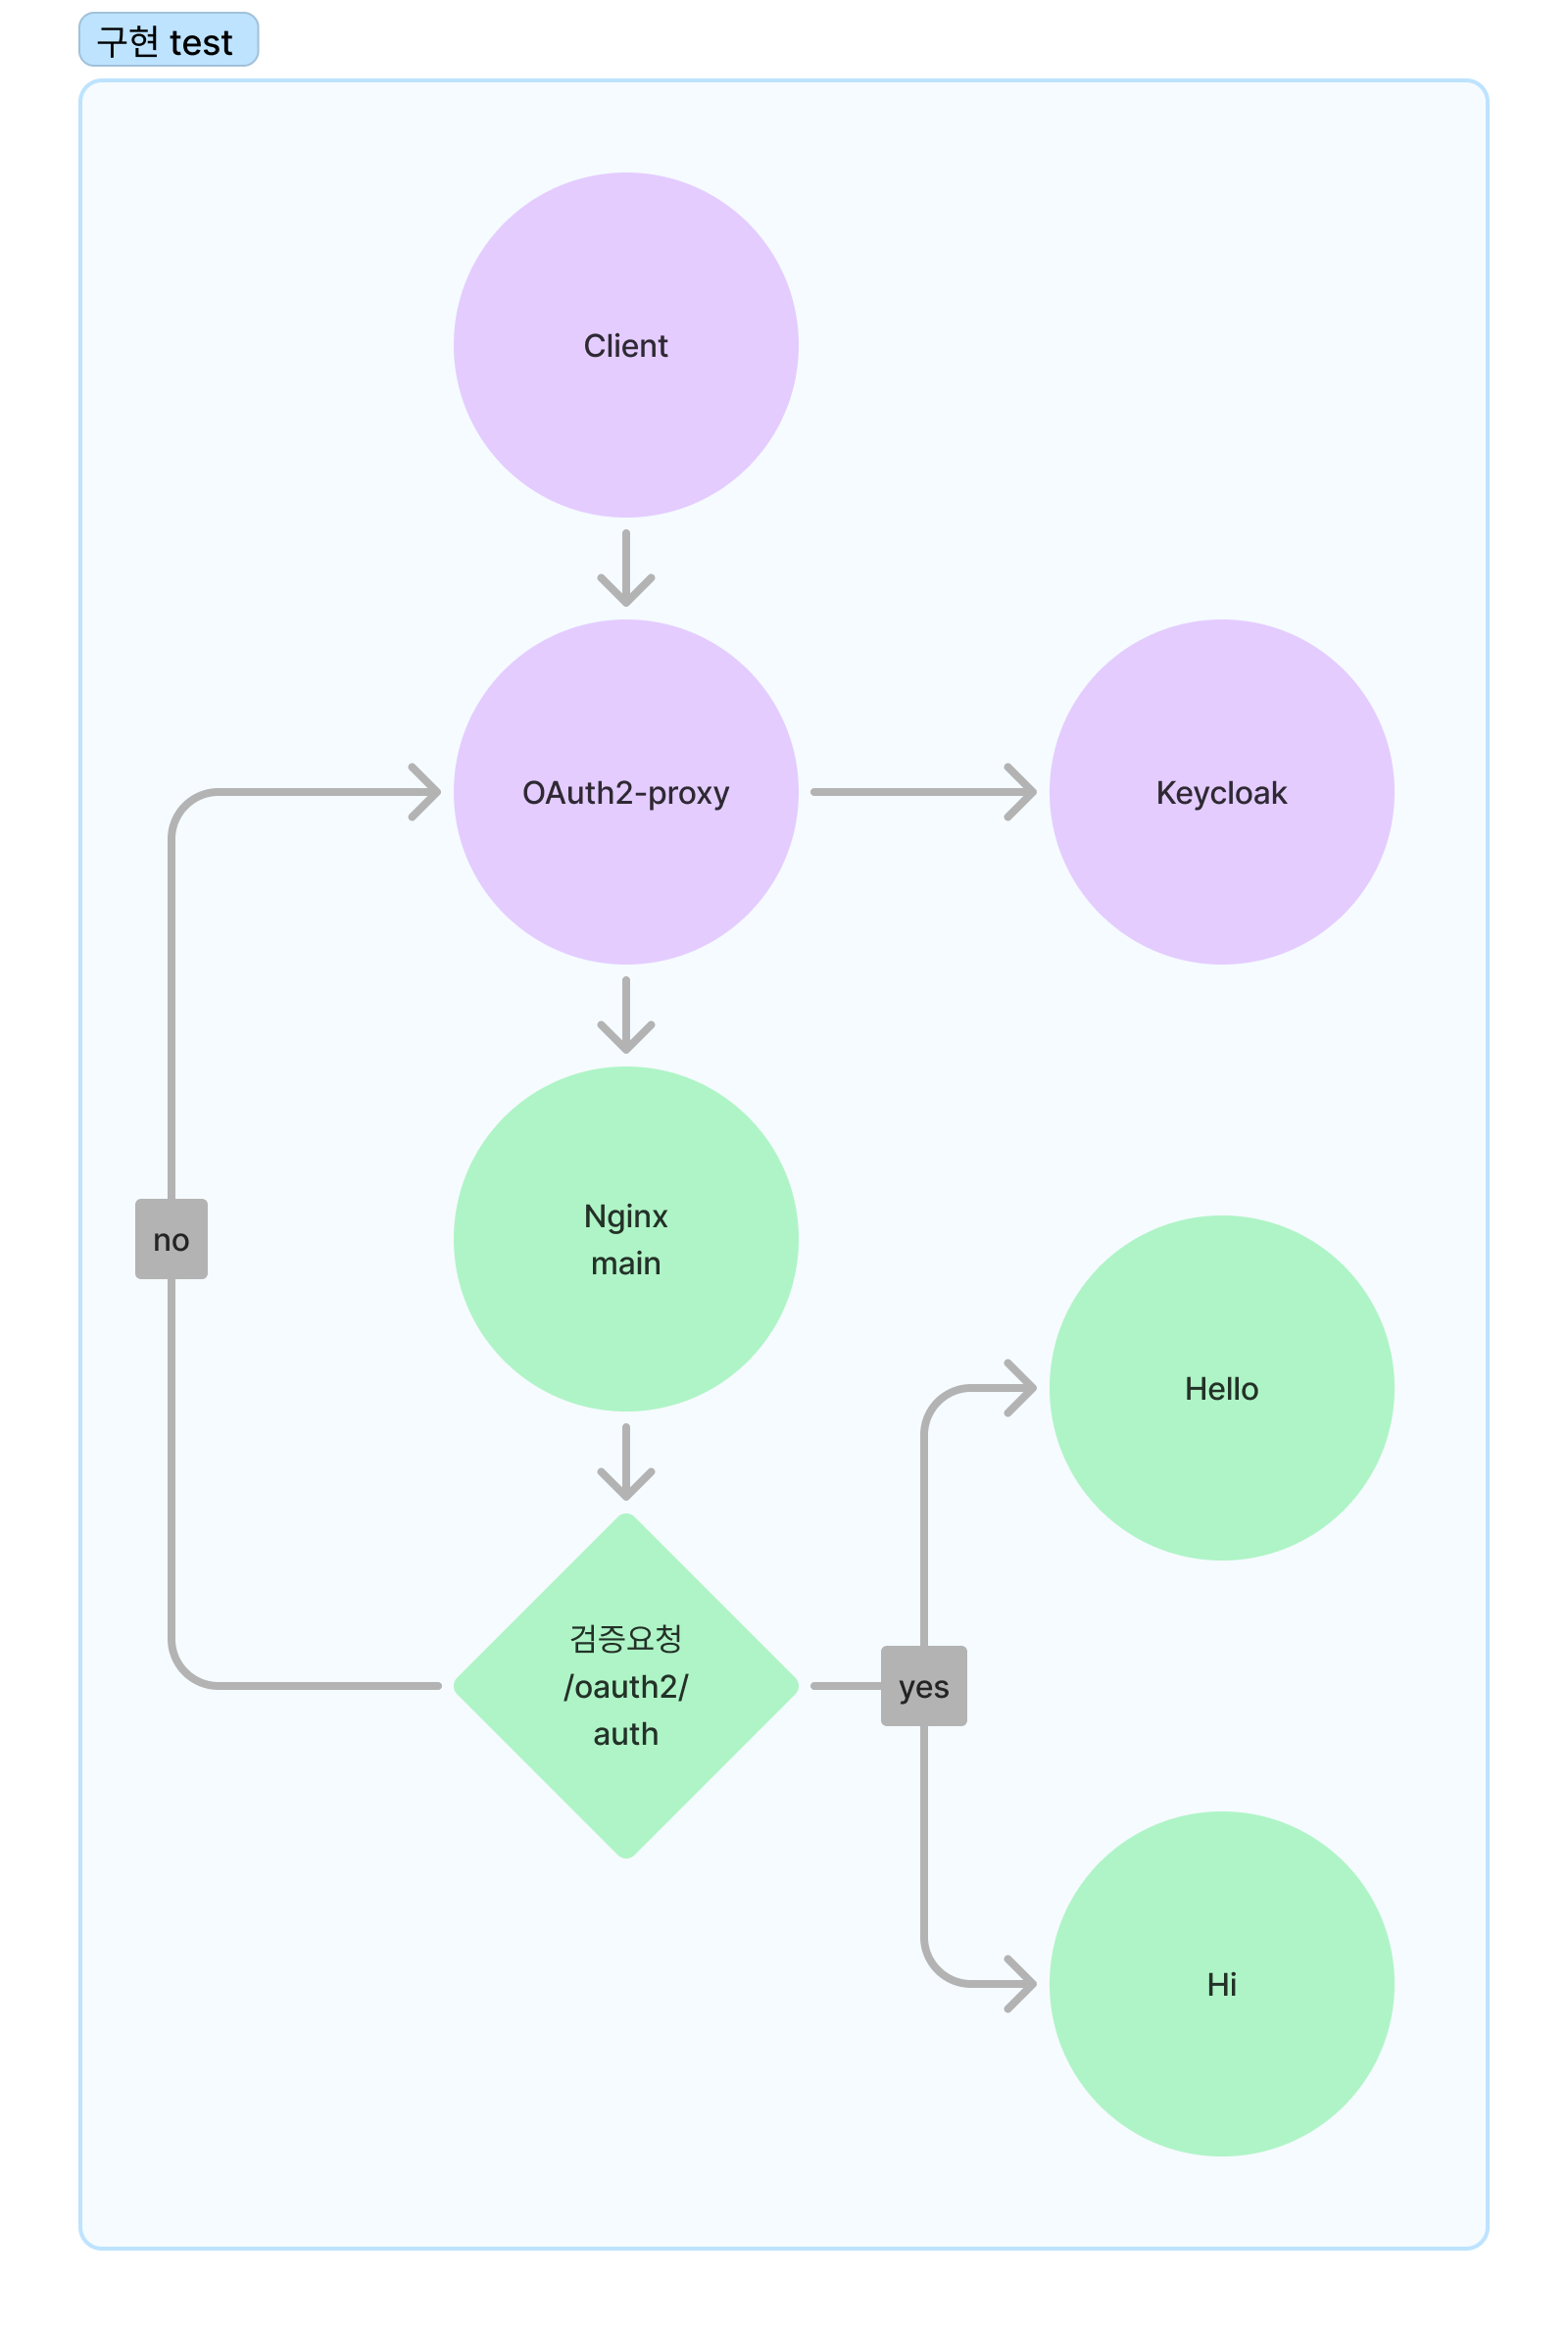 구현 test
Client
OAuth2-proxy
Keycloak
Nginx
main
no
Hello
검증요청
/oauth2/
auth
yes
Hi